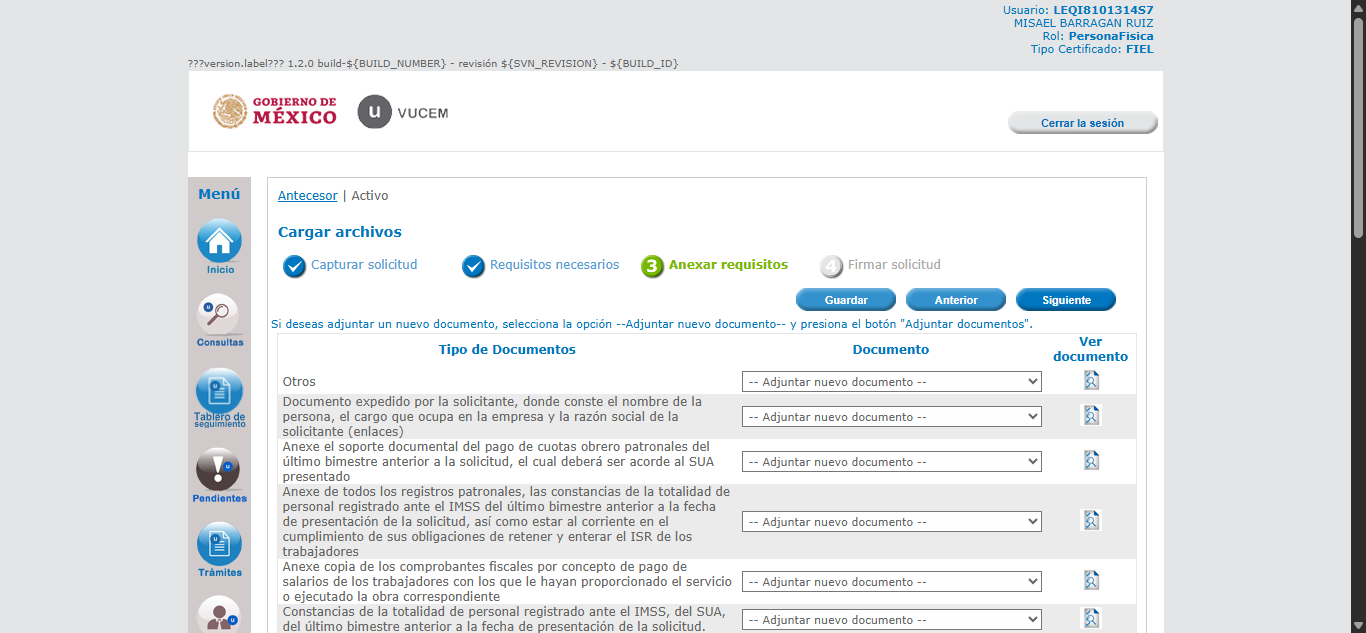 Usuario: LEQI8101314S7
MISAEL BARRAGAN RUIZ
Rol: PersonaFisica
Tipo Certificado: FIEL
???version.label??? 1.2.0 build-${BUILD_NUMBER} - revisión ${SVN_REVISION} - ${BUILD_ID}
GOBIERNO DE
MÉXICO
u VUCEM
Cerrar la sesión
Menú
Inicio
Consultas
Tablero de
seguimiento
Pendientes
Trámites
Antecesor | Activo
Cargar archivos
Capturar solicitud
Requisitos necesarios
3 Anexar requisitos
4 Firmar solicitud
Guardar
Anterior
Siguiente
Si deseas adjuntar un nuevo documento, selecciona la opción --Adjuntar nuevo documento-- y presiona el botón "Adjuntar documentos".
Tipo de Documentos
Documento
Ver
documento
Otros
-- Adjuntar nuevo documento --
Documento expedido por la solicitante, donde conste el nombre de la
persona, el cargo que ocupa en la empresa y la razón social de la
solicitante (enlaces)
-- Adjuntar nuevo documento --
Anexe el soporte documental del pago de cuotas obrero patronales del
último bimestre anterior a la solicitud, el cual deberá ser acorde al SUA
presentado
-- Adjuntar nuevo documento --
Anexe de todos los registros patronales, las constancias de la totalidad de
personal registrado ante el IMSS del último bimestre anterior a la fecha
de presentación de la solicitud, así como estar al corriente en el
cumplimiento de sus obligaciones de retener y enterar el ISR de los
trabajadores
-- Adjuntar nuevo documento --
Anexe copia de los comprobantes fiscales por concepto de pago de
salarios de los trabajadores con los que le hayan proporcionado el servicio
o ejecutado la obra correspondiente
-- Adjuntar nuevo documento --
Constancias de la totalidad de personal registrado ante el IMSS, del SUA,
del último bimestre anterior a la fecha de presentación de la solicitud.
-- Adjuntar nuevo documento --